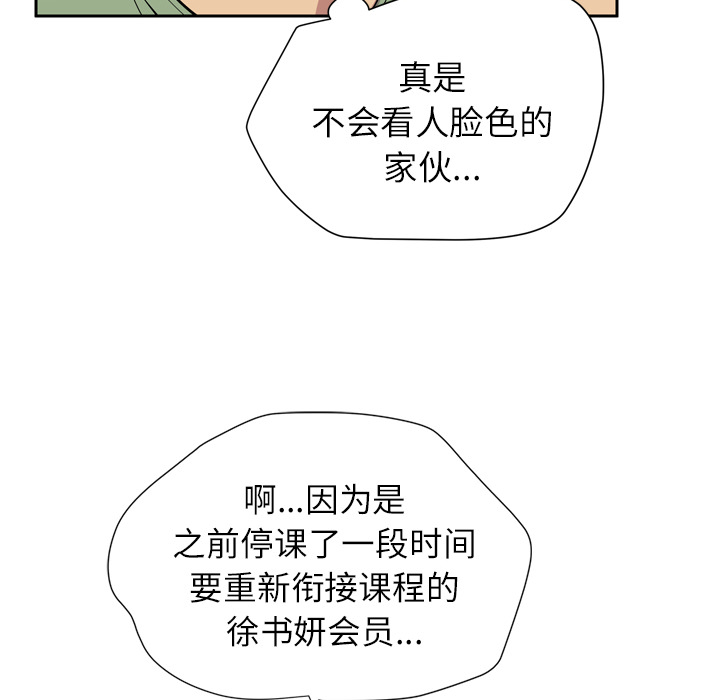 真是
不会看人脸色的
家伙...
啊...因为是
之前停课了一段时间
要重新衔接课程的
徐书妍会员...